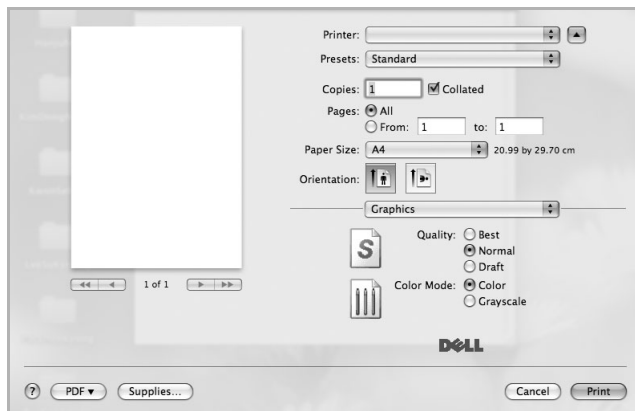 Printer:
Presets: Standard
Copies: 1 Collated
Pages: All
From: 1 to: 1
Paper Size: A4 20.99 by 29.70 cm
Orientation:
Graphics
S
Quality: Best
Normal
Draft
1 of 1
Color Mode: Color
Grayscale
DELL
? PDF Supplies... Cancel Print